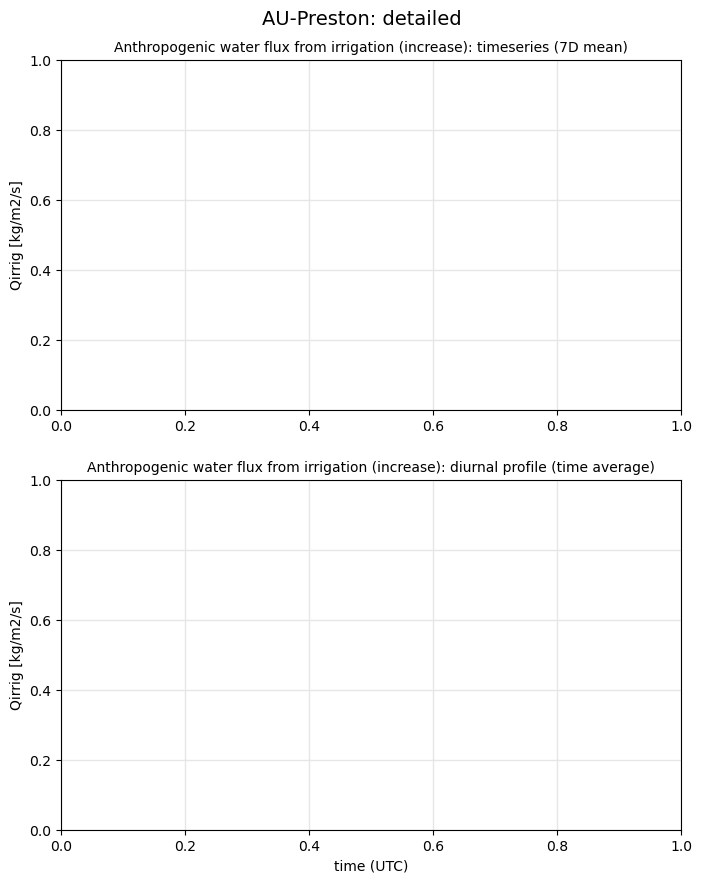 AU-Preston: detailed
Anthropogenic water flux from irrigation (increase): timeseries (7D mean)
1.0
0.8
0.6
0.4
0.2
0.0
Qirrig [kg/m2/s]
0.0 0.2 0.4 0.6 0.8 1.0
Anthropogenic water flux from irrigation (increase): diurnal profile (time average)
1.0
0.8
0.6
0.4
0.2
0.0
Qirrig [kg/m2/s]
0.0 0.2 0.4 0.6 0.8 1.0
time (UTC)